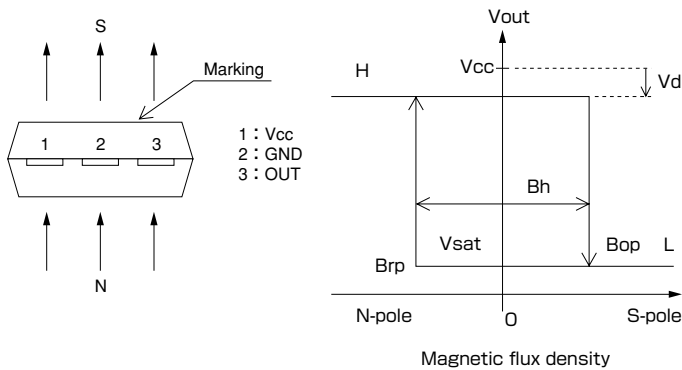 S
Marking
1 2 3
1：Vcc
2：GND
3：OUT
N
Vout
H
Vcc
Vd
Bh
Vsat
Bop L
Brp
N-pole O S-pole
Magnetic flux density